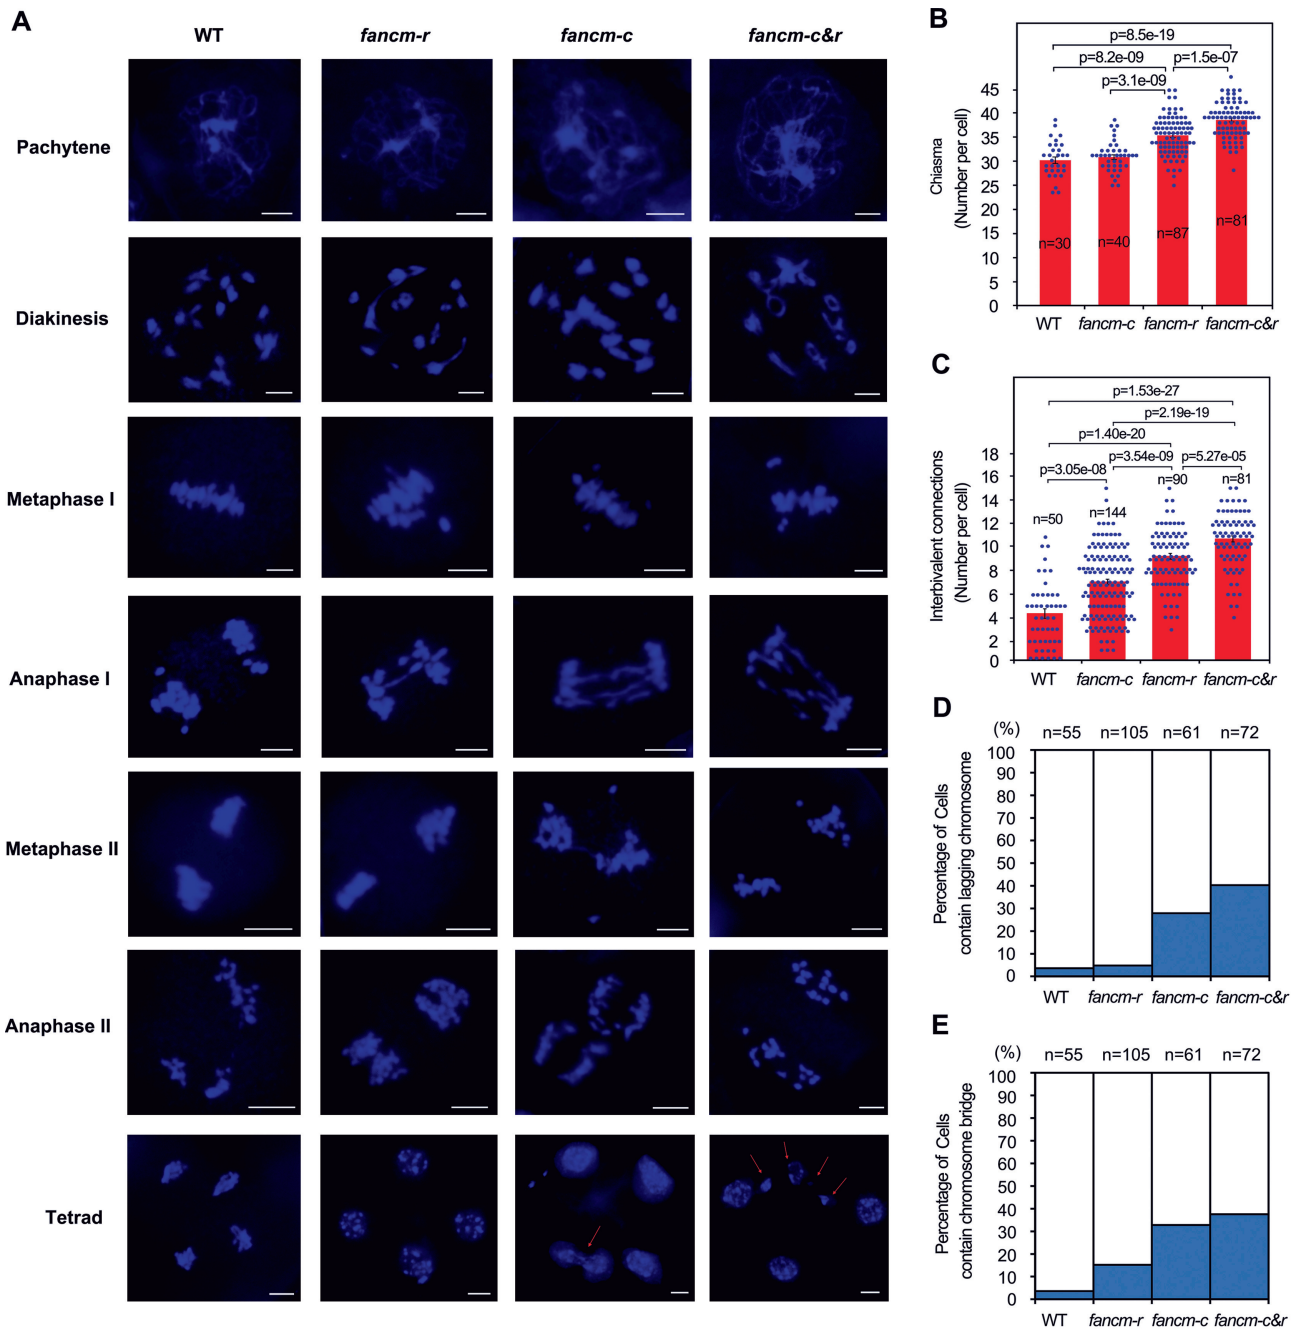 A
WT
fancm-r
fancm-c
fancm-c&r
Pachytene
Diakinesis
Metaphase I
Anaphase I
Metaphase II
Anaphase II
Tetrad
B
p=8.5e-19
p=8.2e-09
p=1.5e-07
p=3.1e-09
Chiasma
(Number per cell)
45
40
35
30
25
20
15
10
5
0
n=30
n=40
n=87
n=81
WT
fancm-c
fancm-r
fancm-c&r
C
p=1.53e-27
p=2.19e-19
p=1.40e-20
p=3.54e-09
p=5.27e-05
p=3.05e-08
Interbivalent connections
(Number per cell)
18
16
14
12
10
8
6
4
2
0
n=50
n=144
n=90
n=81
WT
fancm-c
fancm-r
fancm-c&r
D
(%)
n=55
n=105
n=61
n=72
Percentage of Cells
contain lagging chromosome
100
90
80
70
60
50
40
30
20
10
0
WT
fancm-r
fancm-c
fancm-c&r
E
(%)
n=55
n=105
n=61
n=72
Percentage of Cells
contain chromosome bridge
100
90
80
70
60
50
40
30
20
10
0
WT
fancm-r
fancm-c
fancm-c&r